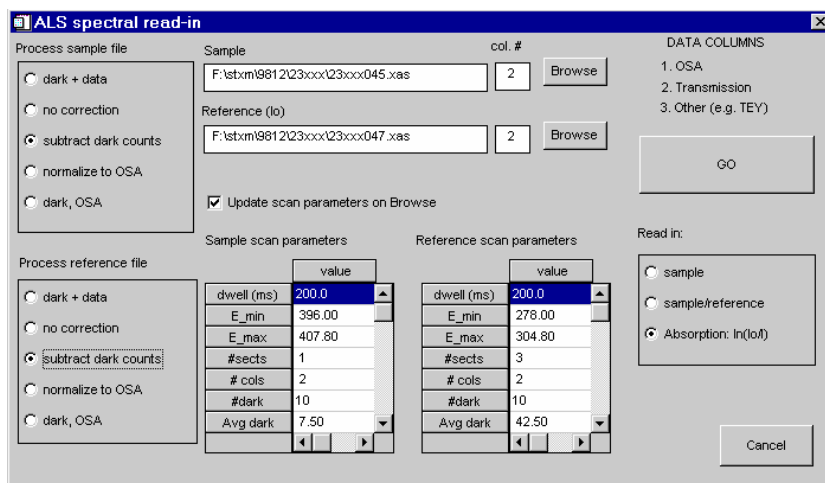 ALS spectral read-in
Process sample file
dark + data
no correction
subtract dark counts
normalize to OSA
dark, OSA
Sample
col. #
F:\stxm\9812\23xxx\23xxx045.xas
2
Browse
Reference (Io)
F:\stxm\9812\23xxx\23xxx047.xas
2
Browse
Update scan parameters on Browse
DATA COLUMNS
1. OSA
2. Transmission
3. Other (e.g. TEY)
GO
Process reference file
dark + data
no correction
subtract dark counts
normalize to OSA
dark, OSA
Sample scan parameters
value
dwell (ms) 200.0
E_min 396.00
E_max 407.80
#sects 1
# cols 2
#dark 10
Avg dark 7.50
Reference scan parameters
value
dwell (ms) 200.0
E_min 278.00
E_max 304.80
#sects 3
# cols 2
#dark 10
Avg dark 42.50
Read in:
sample
sample/reference
Absorption: ln(Io/I)
Cancel